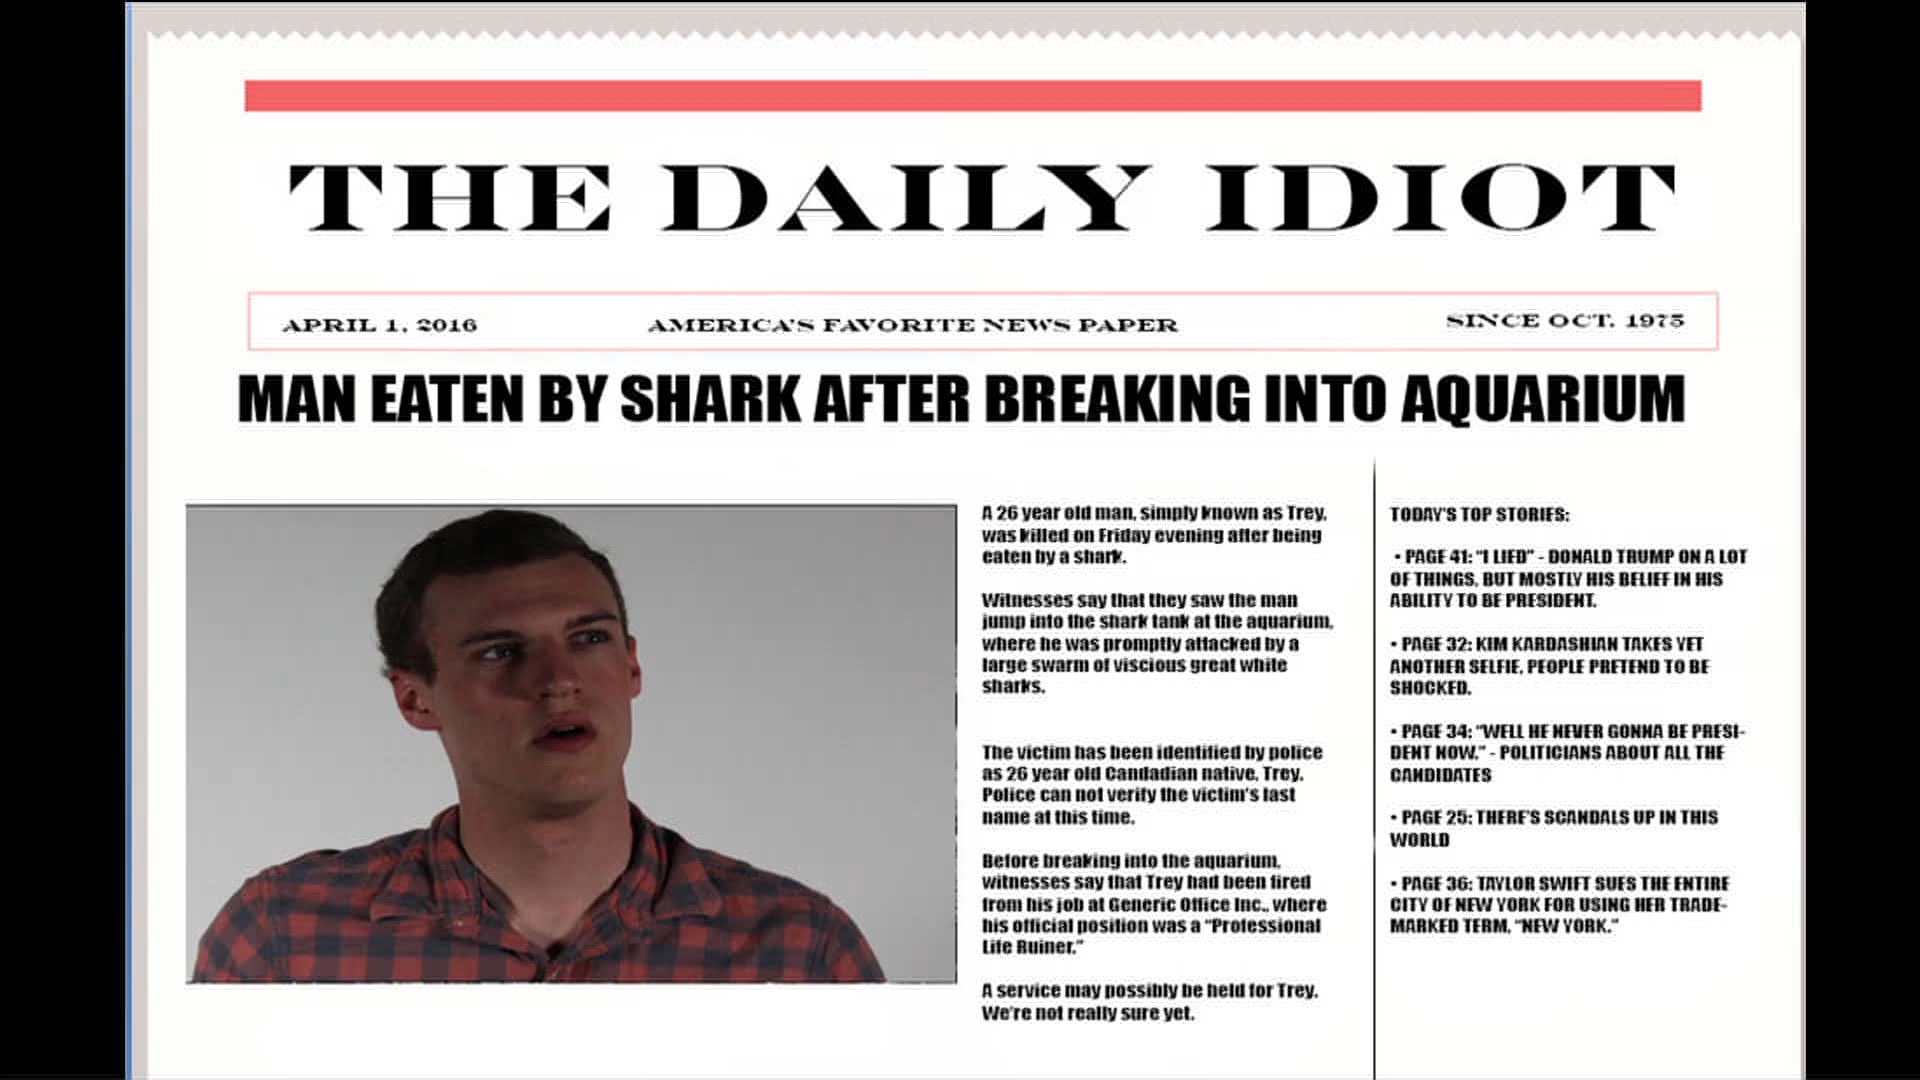 THE DAILY IDIOT
APRIL 1, 2016
AMERICA'S FAVORITE NEWS PAPER
SINCE OCT. 1975
MAN EATEN BY SHARK AFTER BREAKING INTO AQUARIUM
A 26 year old man, simply known as Trey,
was killed on Friday evening after being
eaten by a shark.
Witnesses say that they saw the man
jump into the shark tank at the aquarium,
where he was promptly attacked by a
large swarm of viscious great white
sharks.
The victim has been identified by police
as 26 year old Candadian native, Trey.
Police can not verify the victim's last
name at this time.
Before breaking into the aquarium,
witnesses say that Trey had been fired
from his job at Generic Office Inc., where
his official position was a "Professional
Life Ruiner."
A service may possibly be held for Trey.
We're not really sure yet.
TODAY'S TOP STORIES:
• PAGE 41: "I LIED" - DONALD TRUMP ON A LOT
OF THINGS, BUT MOSTLY HIS BELIEF IN HIS
ABILITY TO BE PRESIDENT.
• PAGE 32: KIM KARDASHIAN TAKES YET
ANOTHER SELFIE, PEOPLE PRETEND TO BE
SHOCKED.
• PAGE 34: "WELL HE NEVER GONNA BE PRESI-
DENT NOW." - POLITICIANS ABOUT ALL THE
CANDIDATES
• PAGE 25: THERE'S SCANDALS UP IN THIS
WORLD
• PAGE 36: TAYLOR SWIFT SUES THE ENTIRE
CITY OF NEW YORK FOR USING HER TRADE-
MARKED TERM, "NEW YORK."